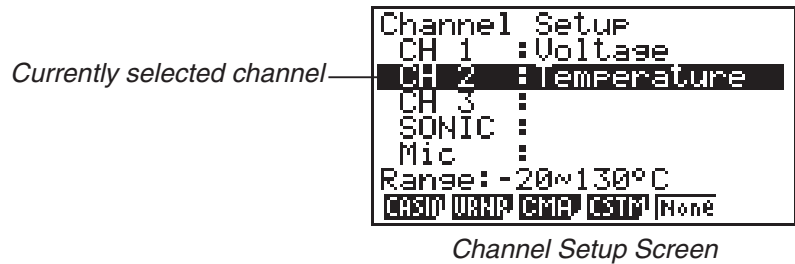 Channel Setup
CH 1 :Voltage
Currently selected channel
CH 2 :Temperature
CH 3 :
SONIC :
Mic :
Range:-20~130°C
CASIO VRNR CMA CSTM None
Channel Setup Screen